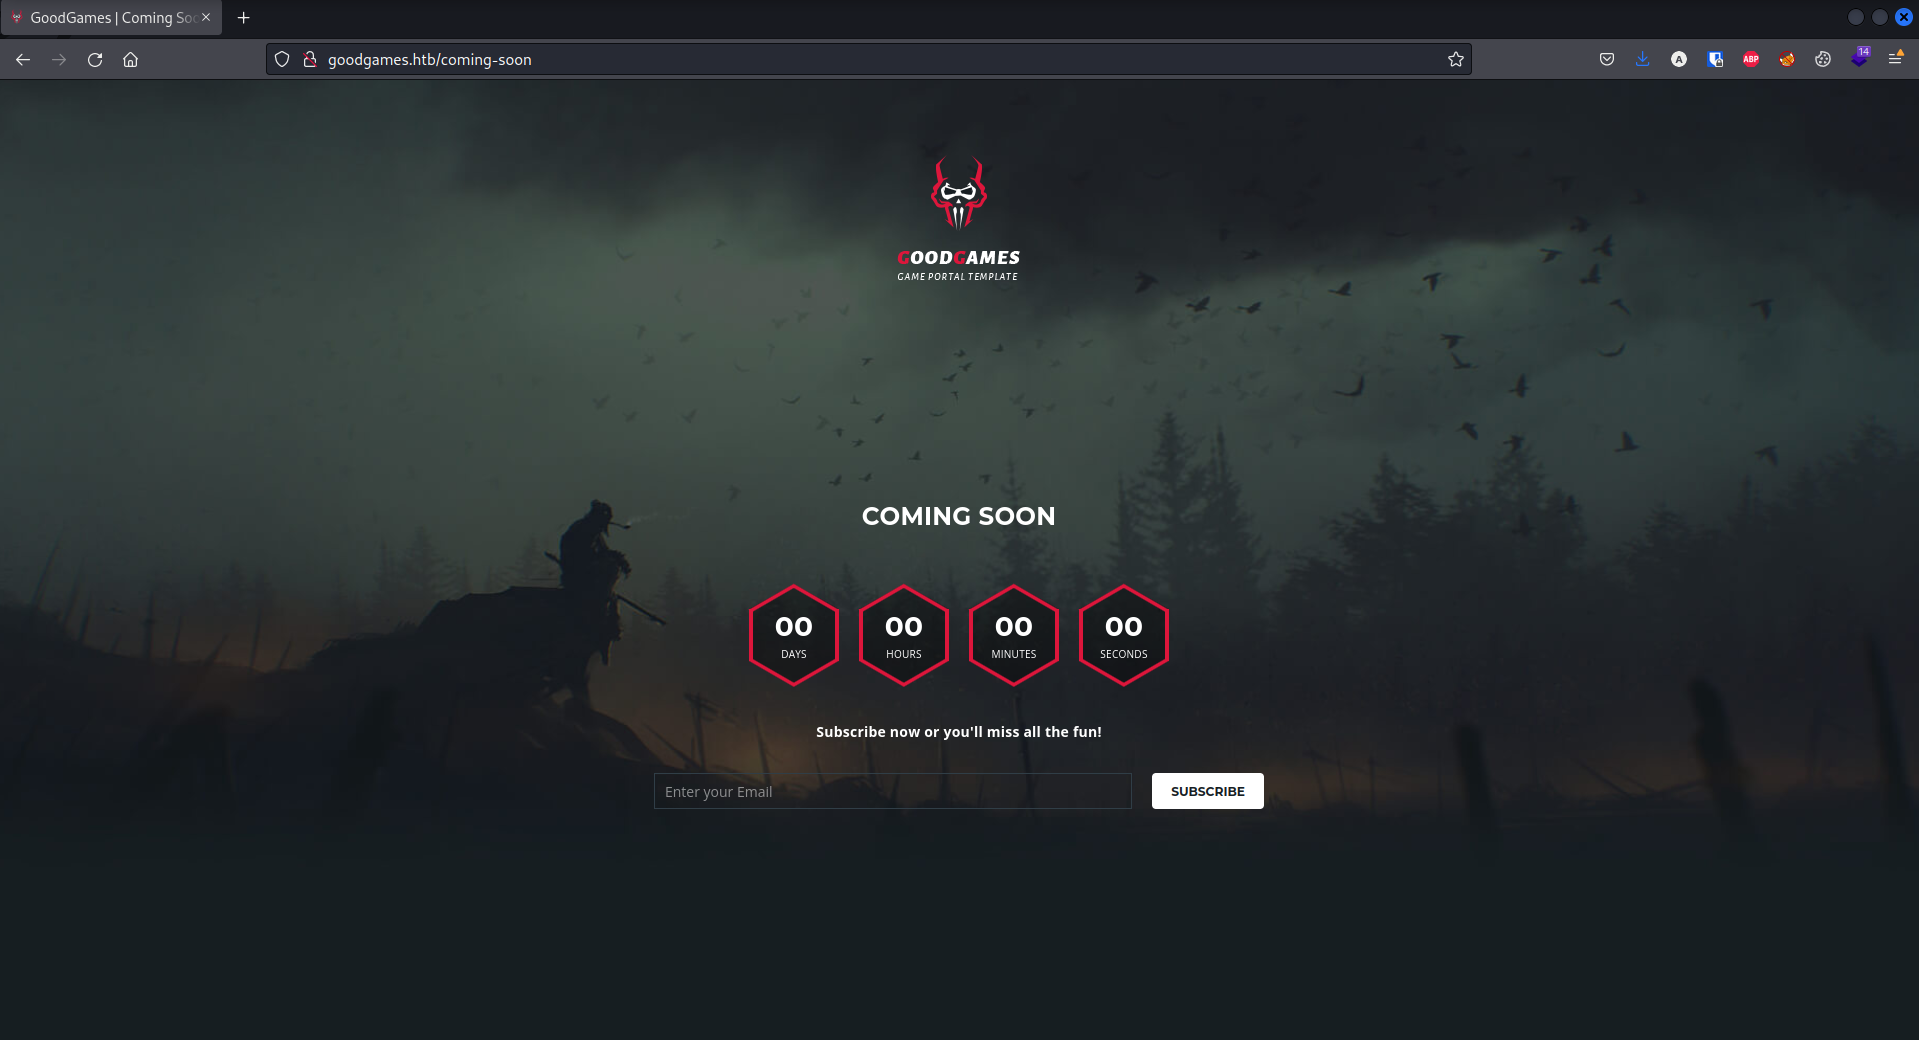 GoodGames | Coming Soo
goodgames.htb/coming-soon
A
ABP
14
GOODGAMES
GAME PORTAL TEMPLATE
COMING SOON
00 00 00 00
DAYS HOURS MINUTES SECONDS
Subscribe now or you'll miss all the fun!
Enter your Email SUBSCRIBE